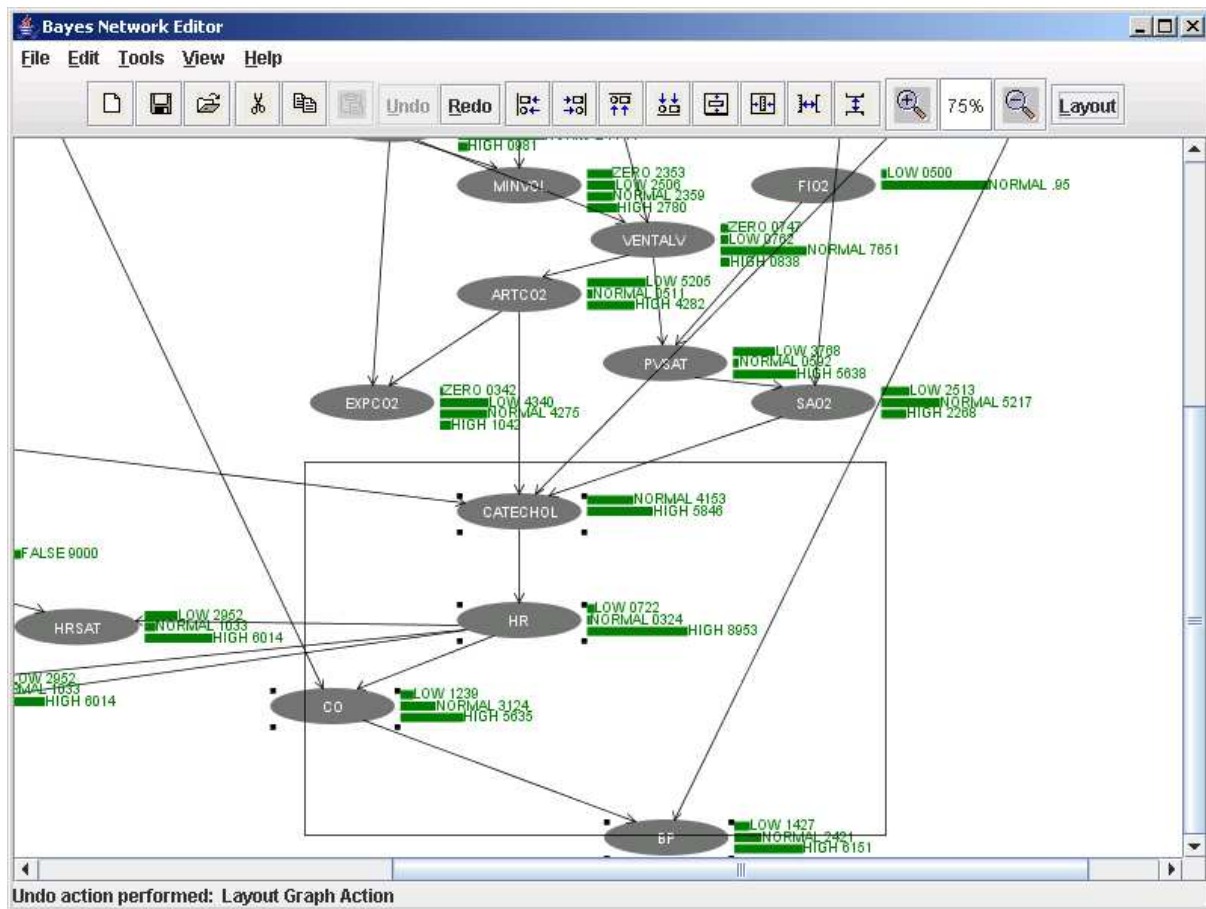 Bayes Network Editor
File Edit Tools View Help
Undo Redo 75% Layout
HIGH 0981
MINVOL
ZERO 2353
LOW 2506
NORMAL 2359
HIGH 2780
FIO2
LOW 0500
NORMAL .95
VENTALV
ZERO 0747
LOW 0762
NORMAL 7651
HIGH 0838
ARTCO2
LOW 5205
NORMAL 0511
HIGH 4282
PVSAT
LOW 3768
NORMAL 0592
HIGH 5638
EXPCO2
ZERO 0342
LOW 4340
NORMAL 4275
HIGH 1042
SAO2
LOW 2513
NORMAL 5217
HIGH 2268
CATECHOL
NORMAL 4153
HIGH 5846
FALSE 9000
HRSAT
LOW 2952
NORMAL 1033
HIGH 6014
HR
LOW 0722
NORMAL 0324
HIGH 8953
LOW 2952
RMAL 1033
HIGH 6014
CO
LOW 1239
NORMAL 3124
HIGH 5635
BP
LOW 1427
NORMAL 2421
HIGH 6151
Undo action performed: Layout Graph Action